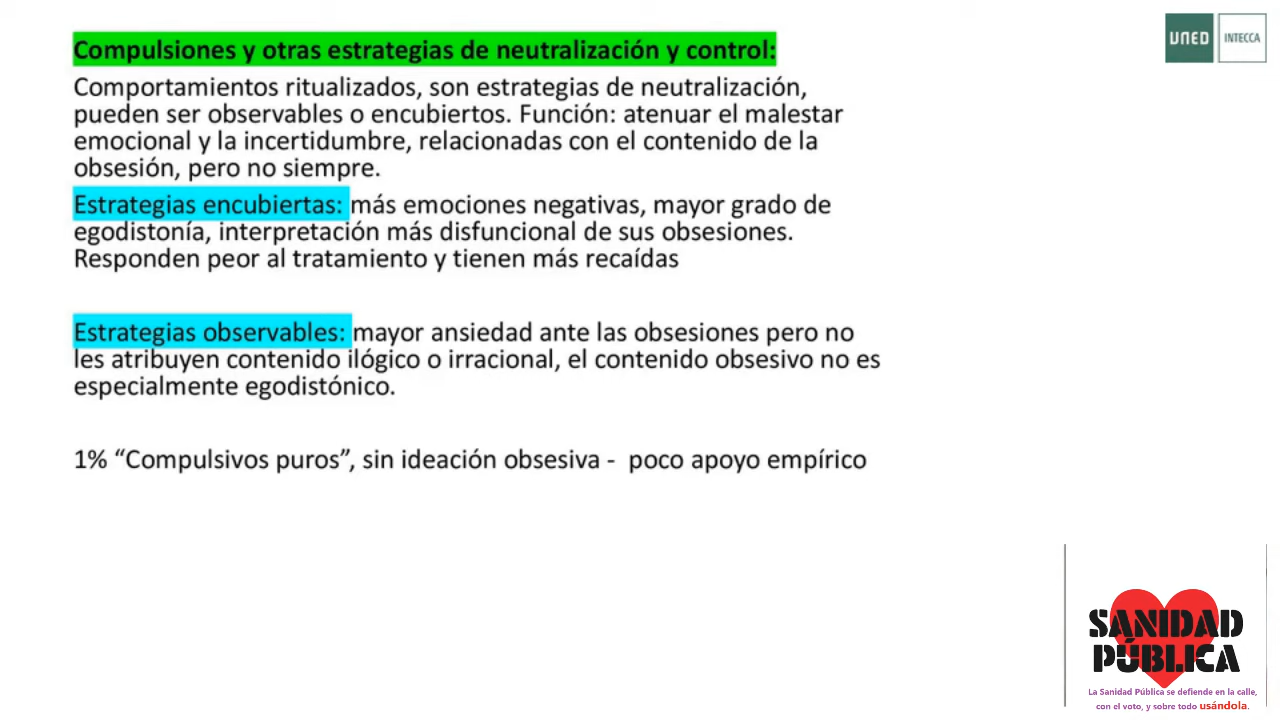 Compulsiones y otras estrategias de neutralización y control:
Comportamientos ritualizados, son estrategias de neutralización,
pueden ser observables o encubiertos. Función: atenuar el malestar
emocional y la incertidumbre, relacionadas con el contenido de la
obsesión, pero no siempre.
Estrategias encubiertas: más emociones negativas, mayor grado de
egodistonía, interpretación más disfuncional de sus obsesiones.
Responden peor al tratamiento y tienen más recaídas
Estrategias observables: mayor ansiedad ante las obsesiones pero no
les atribuyen contenido ilógico o irracional, el contenido obsesivo no es
especialmente egodistónico.
1% “Compulsivos puros”, sin ideación obsesiva - poco apoyo empírico
UNED INTECCA
SANIDAD
PÚBLICA
La Sanidad Pública se defiende en la calle,
con el voto, y sobre todo usándola.